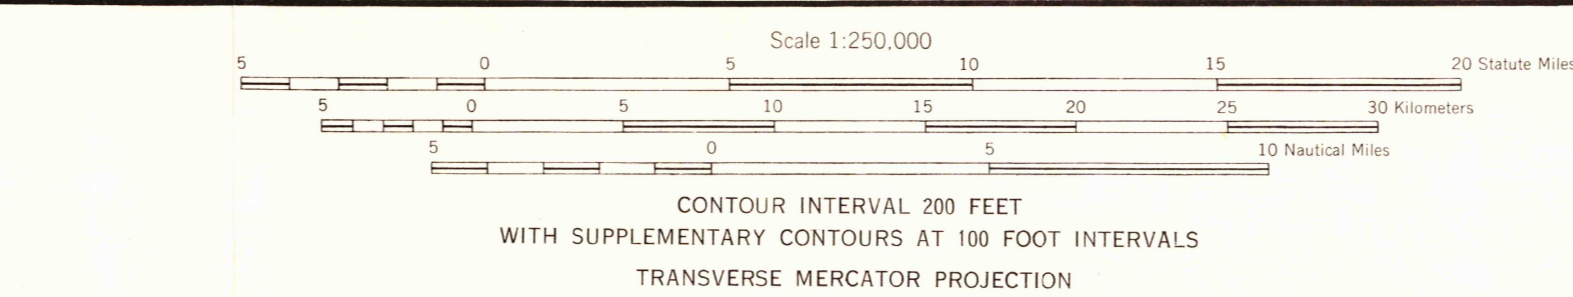 Scale 1:250,000
5 0 5 10 15 20 Statute Miles
5 0 5 10 15 20 25 30 Kilometers
5 0 5 10 Nautical Miles
CONTOUR INTERVAL 200 FEET
WITH SUPPLEMENTARY CONTOURS AT 100 FOOT INTERVALS
TRANSVERSE MERCATOR PROJECTION